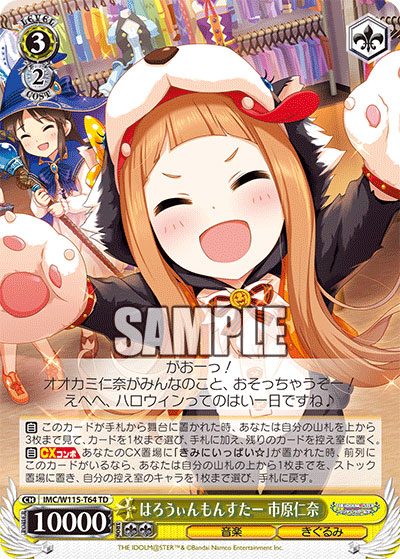 LEVEL
3
2
COST
SAMPLE
がおーっ!
オオカミ仁奈がみんなのこと、おそっちゃうぞー!
えへへ、ハロウィンってのはいー日ですね♪
自 このカードが手札から舞台に置かれた時、あなたは自分の山札を上から
3枚まで見て、カードを1枚まで選び、手札に加え、残りのカードを控え室に置く。
自 CXコンボ あなたのCX置場に「きみにいっぱい☆」が置かれた時、前列に
このカードがいるなら、あなたは自分の山札の上から1枚までを、ストック
置場に置き、自分の控え室のキャラを1枚まで選び、手札に戻す。
CH IMC/W115-T64 TD
はろうぃんもんすたー 市原仁奈
10000
音楽
きぐるみ
THE IDOLM@STER™& ©Bandai Namco Entertainment Inc.